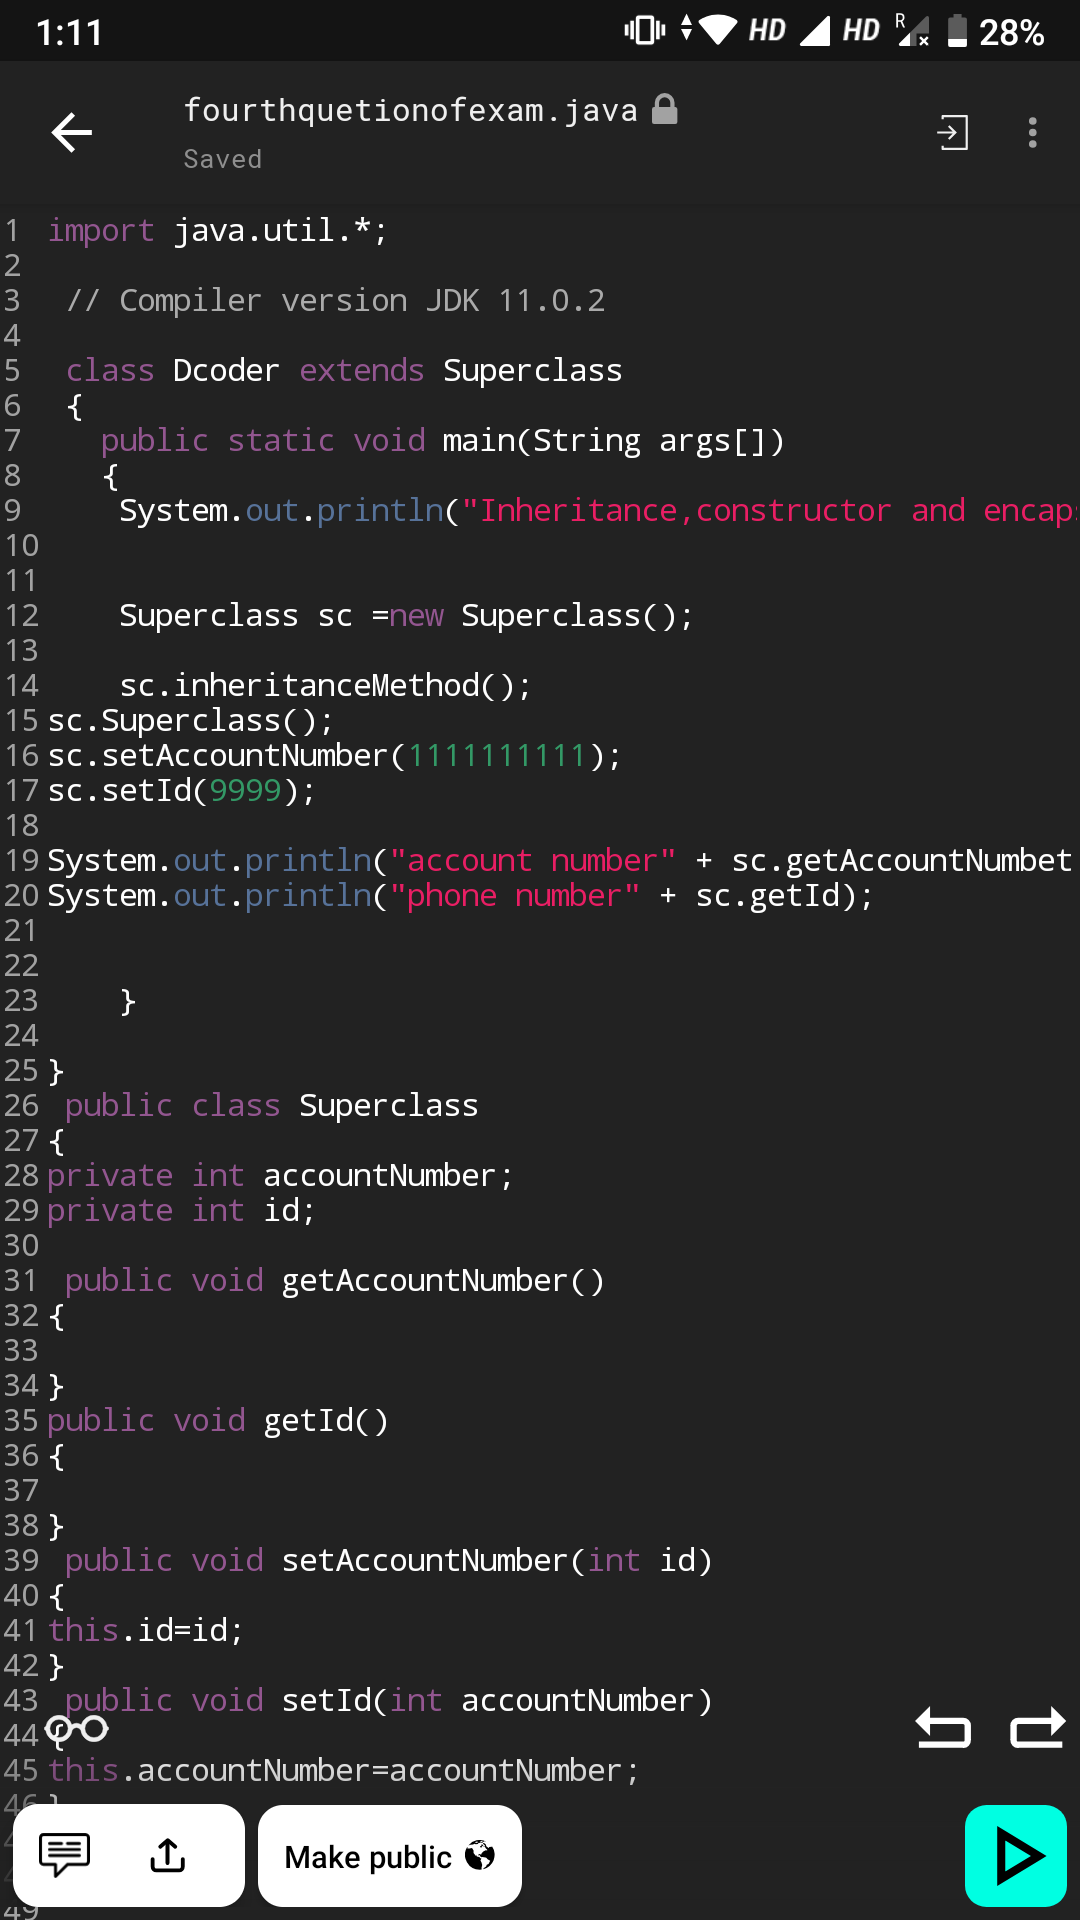 1:11 HD HD R 28%
fourthquetionofexam.java
Saved
1 import java.util.*;
2
3 // Compiler version JDK 11.0.2
4
5 class Dcoder extends Superclass
6 {
7 public static void main(String args[])
8 {
9 System.out.println("Inheritance,constructor and encap
10
11
12 Superclass sc =new Superclass();
13
14 sc.inheritanceMethod();
15 sc.Superclass();
16 sc.setAccountNumber(1111111111);
17 sc.setId(9999);
18
19 System.out.println("account number" + sc.getAccountNumbet
20 System.out.println("phone number" + sc.getId);
21
22
23 }
24
25 }
26 public class Superclass
27 {
28 private int accountNumber;
29 private int id;
30
31 public void getAccountNumber()
32 {
33
34 }
35 public void getId()
36 {
37
38 }
39 public void setAccountNumber(int id)
40 {
41 this.id=id;
42 }
43 public void setId(int accountNumber)
44 {
45 this.accountNumber=accountNumber;
46 }
Make public
49